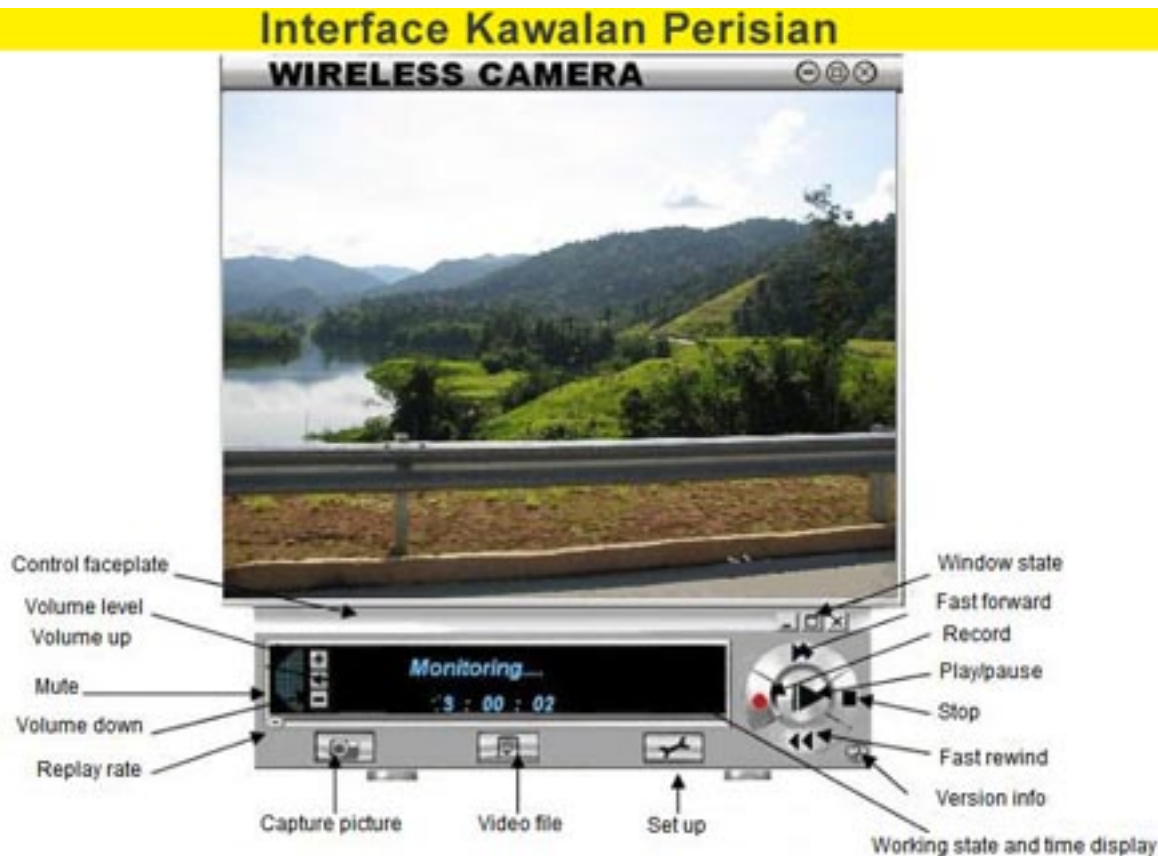 Interface Kawalan Perisian
WIRELESS CAMERA
Control faceplate
Volume level
Volume up
Mute
Volume down
Replay rate
Monitoring....
3 : 00 : 02
Window state
Fast forward
Record
Play/pause
Stop
Fast rewind
Version info
Capture picture
Video file
Set up
Working state and time display